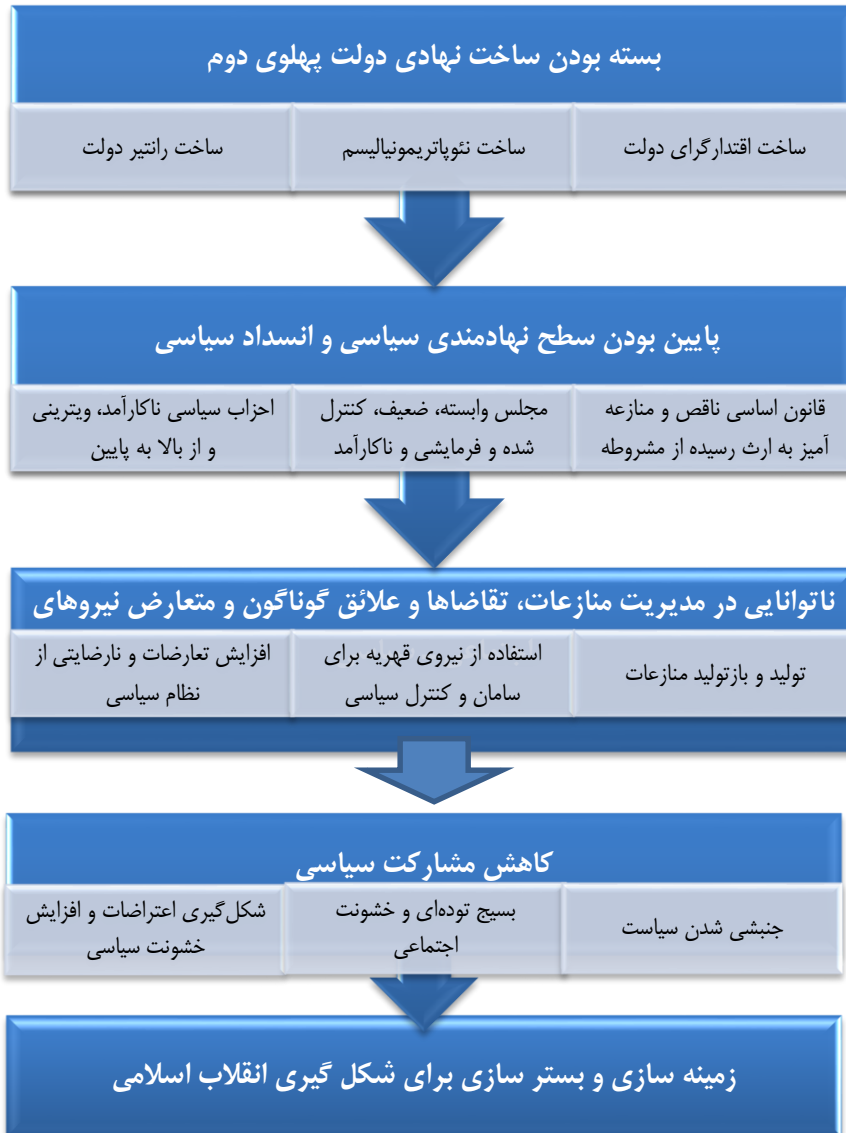 بسته بودن ساخت نهادی دولت پهلوی دوم
ساخت اقتدارگرای دولت
ساخت نئوپاتریمونیالیسم
ساخت رانتیر دولت
پایین بودن سطح نهادمندی سیاسی و انسداد سیاسی
قانون اساسی ناقص و منازعه
آمیز به ارث رسیده از مشروطه
مجلس وابسته، ضعیف، کنترل
شده و فرمایشی و ناکارآمد
احزاب سیاسی ناکارآمد، ویترینی
و از بالا به پایین
ناتوانایی در مدیریت منازعات، تقاضاها و علائق گوناگون و متعارض نیروهای
تولید و بازتولید منازعات
استفاده از نیروی قهریه برای
سامان و کنترل سیاسی
افزایش تعارضات و نارضایتی از
نظام سیاسی
کاهش مشارکت سیاسی
جنبشی شدن سیاست
بسیج توده‌ای و خشونت
اجتماعی
شکل‌گیری اعتراضات و افزایش
خشونت سیاسی
زمینه سازی و بستر سازی برای شکل گیری انقلاب اسلامی